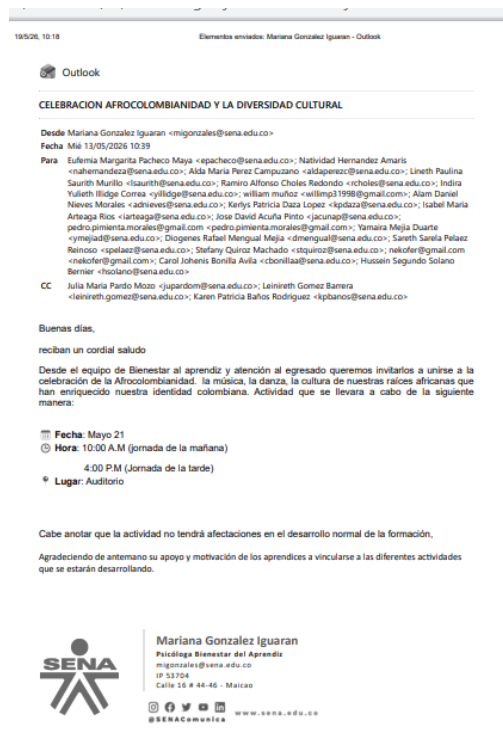 19/5/26, 10:18 Elementos enviados: Mariana Gonzalez Iguaran - Outlook
Outlook
CELEBRACION AFROCOLOMBIANIDAD Y LA DIVERSIDAD CULTURAL
Desde Mariana Gonzalez Iguaran <migonzales@sena.edu.co>
Fecha Mié 13/05/2026 10:39
Para Eufemia Margarita Pacheco Maya <epacheco@sena.edu.co>; Natividad Hernandez Amaris
<nahernandeza@sena.edu.co>; Alda Maria Perez Campuzano <aldaperezc@sena.edu.co>; Lineth Paulina
Saurith Murillo <lsaurith@sena.edu.co>; Ramiro Alfonso Choles Redondo <rcholes@sena.edu.co>; Indira
Yulieth Illidge Correa <yillidge@sena.edu.co>; william muñoz <willimp31998@gmail.com>; Alam Daniel
Nieves Morales <adnieves@sena.edu.co>; Kerlys Patricia Daza Lopez <kpdaza@sena.edu.co>; Isabel Maria
Arteaga Rios <iarteaga@sena.edu.co>; Jose David Acuña Pinto <jacunap@sena.edu.co>;
pedro.pimienta.morales@gmail.com <pedro.pimienta.morales@gmail.com>; Yamaira Mejia Duarte
<ymejiad@sena.edu.co>; Diogenes Rafael Mengual Mejia <dmengual@sena.edu.co>; Sareth Sarela Pelaez
Reinoso <spelaez@sena.edu.co>; Stefany Quiroz Machado <stquiroz@sena.edu.co>; nekofer@gmail.com
<nekofer@gmail.com>; Carol Johenis Bonilla Avila <cbonillaa@sena.edu.co>; Hussein Segundo Solano
Bernier <hsolano@sena.edu.co>
CC Julia Maria Pardo Mozo <jupardom@sena.edu.co>; Leinireth Gomez Barrera
<leinireth.gomez@sena.edu.co>; Karen Patricia Baños Rodriguez <kpbanos@sena.edu.co>
Buenas días,
reciban un cordial saludo
Desde el equipo de Bienestar al aprendiz y atención al egresado queremos invitarlos a unirse a la
celebración de la Afrocolombianidad. la música, la danza, la cultura de nuestras raíces africanas que
han enriquecido nuestra identidad colombiana. Actividad que se llevara a cabo de la siguiente
manera:
Fecha: Mayo 21
Hora: 10:00 A.M (jornada de la mañana)
4:00 P.M (Jornada de la tarde)
Lugar: Auditorio
Cabe anotar que la actividad no tendrá afectaciones en el desarrollo normal de la formación,
Agradeciendo de antemano su apoyo y motivación de los aprendices a vincularse a las diferentes actividades
que se estarán desarrollando.
SENA
Mariana Gonzalez Iguaran
Psicóloga Bienestar del Aprendiz
migonzales@sena.edu.co
IP 53704
Calle 16 # 44-46 - Maicao
@SENAComunica www.sena.edu.co